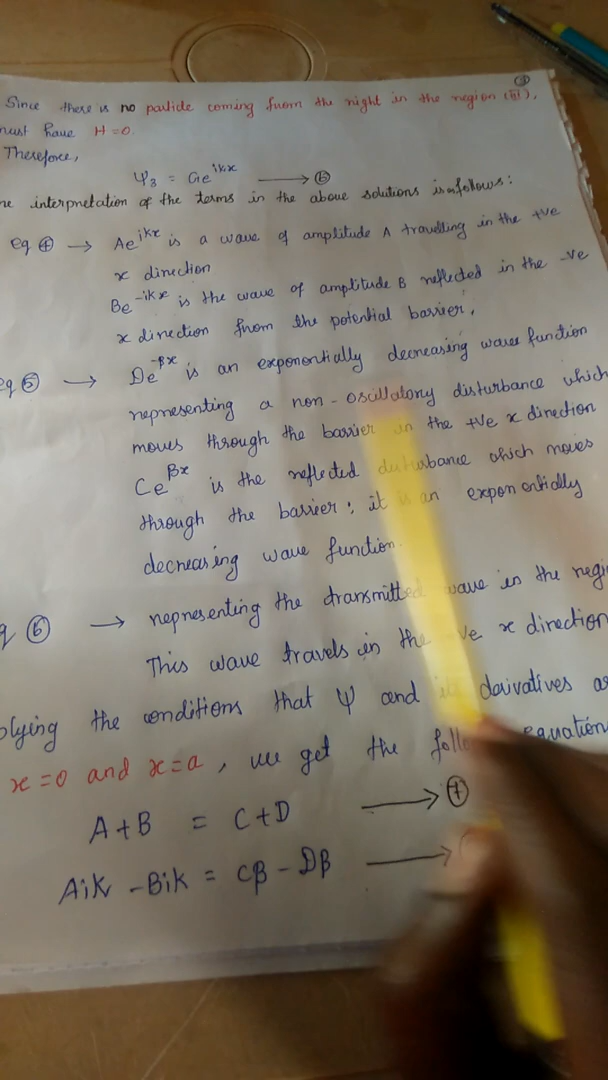 ③
Since there is no particle coming from the right in the region (III),
must have H=0.
Therefore,
ψ₃ = Ge^ikx ⟶ ⑥
interpretation of the terms in the above solutions is as follows:
eq ④ → Ae^ikx is a wave of amplitude A travelling in the +ve
x direction
Be^-ikx is the wave of amplitude B reflected in the -ve
x direction from the potential barrier,
eq ⑤ → De^-βx is an exponentially decreasing wave function
representing a non-oscillatory disturbance which
moves through the barrier in the +ve x direction
Ce^βx is the reflected disturbance which moves
through the barrier; it is an exponentially
decreasing wave function.
⑥ → representing the transmitted wave in the
This wave travels in the ve x direction
the conditions that ψ and its daivatives
x=0 and x=a, we get the equation
A+B = C+D ⟶ ⑦
Aik - Bik = Cβ - Dβ ⟶